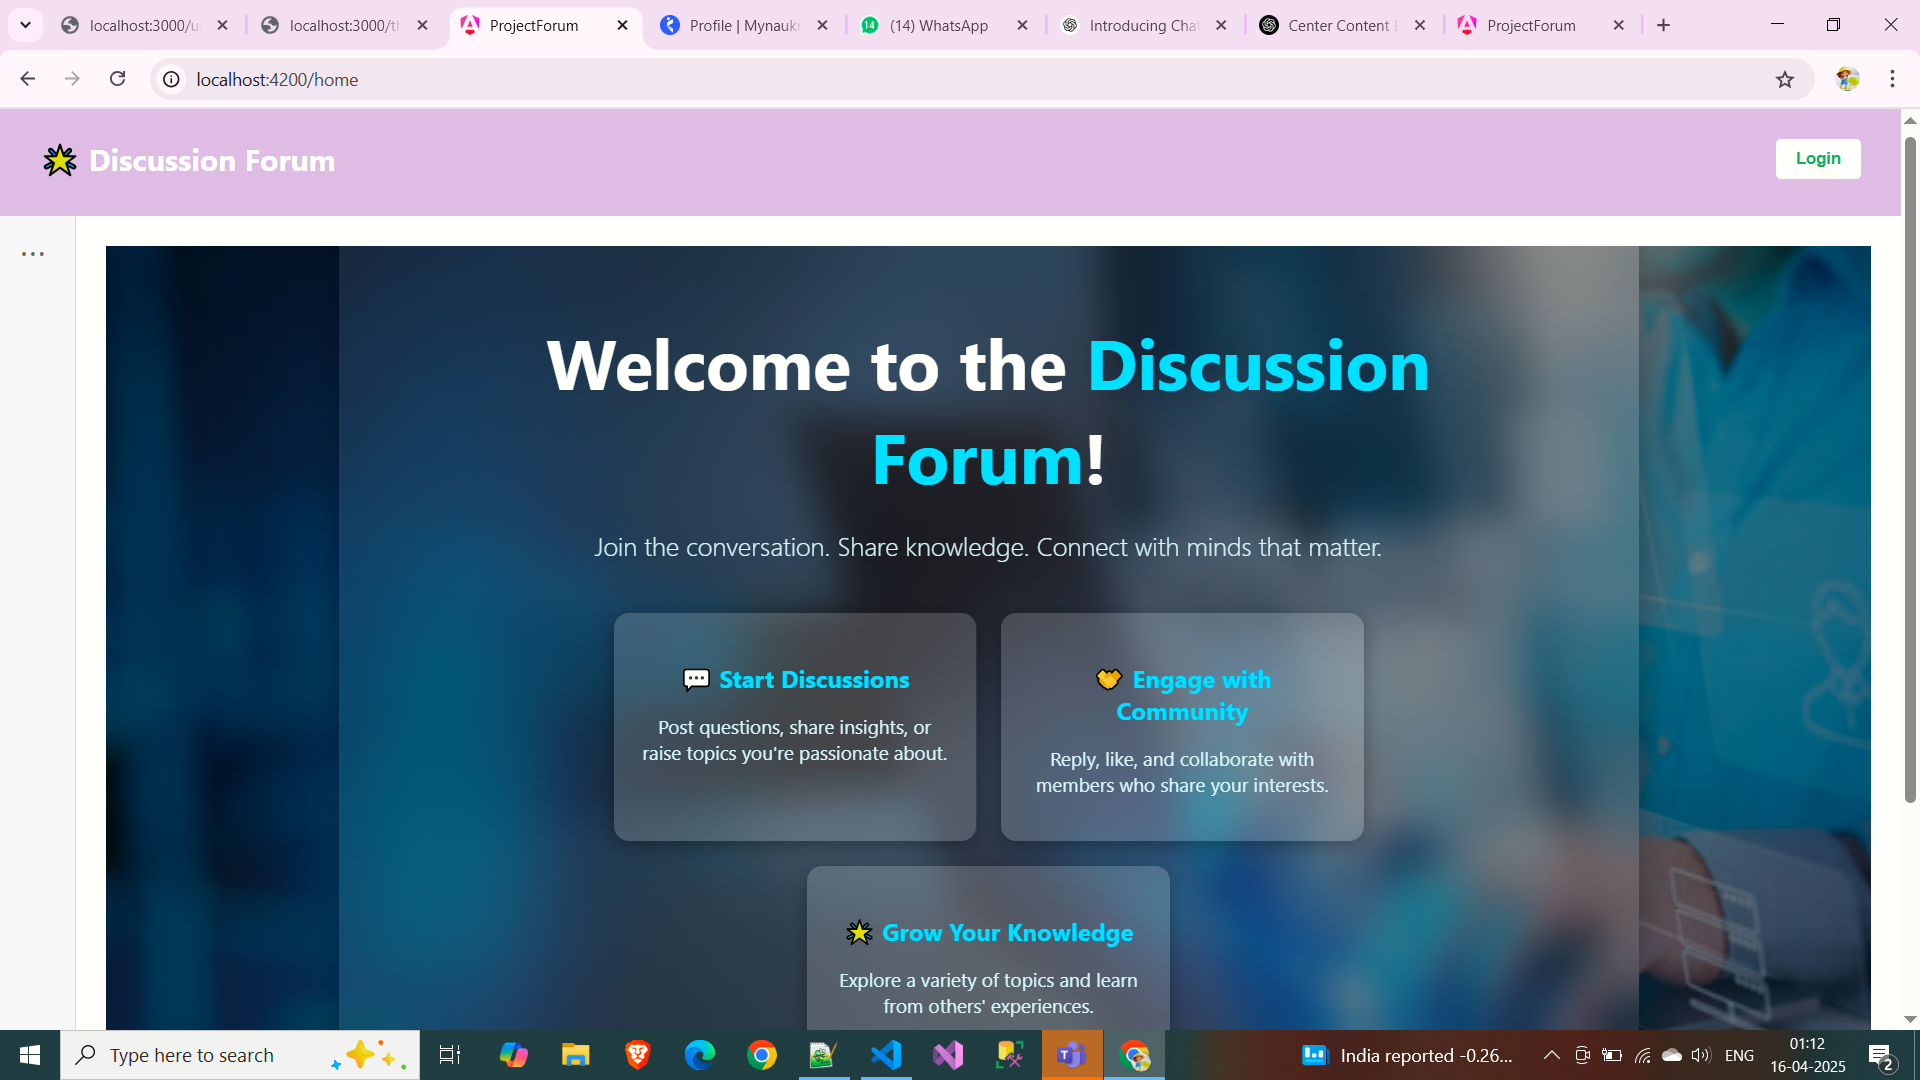 localhost:3000/u
localhost:3000/th
ProjectForum
Profile | Mynauk
(14) WhatsApp
Introducing Chat
Center Content
ProjectForum
localhost:4200/home
Discussion Forum
Login
Welcome to the Discussion
Forum!
Join the conversation. Share knowledge. Connect with minds that matter.
Start Discussions
Post questions, share insights, or
raise topics you're passionate about.
Engage with
Community
Reply, like, and collaborate with
members who share your interests.
Grow Your Knowledge
Explore a variety of topics and learn
from others' experiences.
Type here to search
India reported -0.26...
ENG
01:12
16-04-2025
2